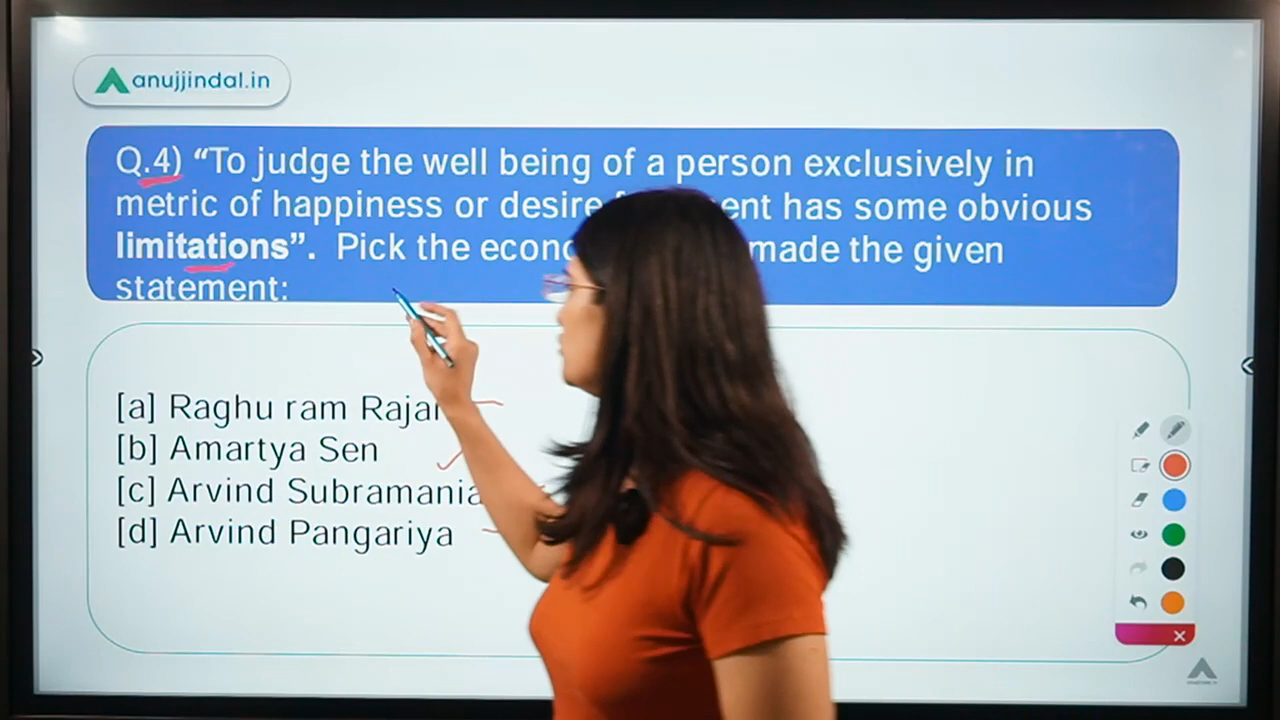 anujjindal.in
Q.4) “To judge the well being of a person exclusively in
metric of happiness or desire ent has some obvious
limitations”. Pick the econo made the given
statement:
[a] Raghu ram Rajan
[b] Amartya Sen
[c] Arvind Subramania
[d] Arvind Pangariya